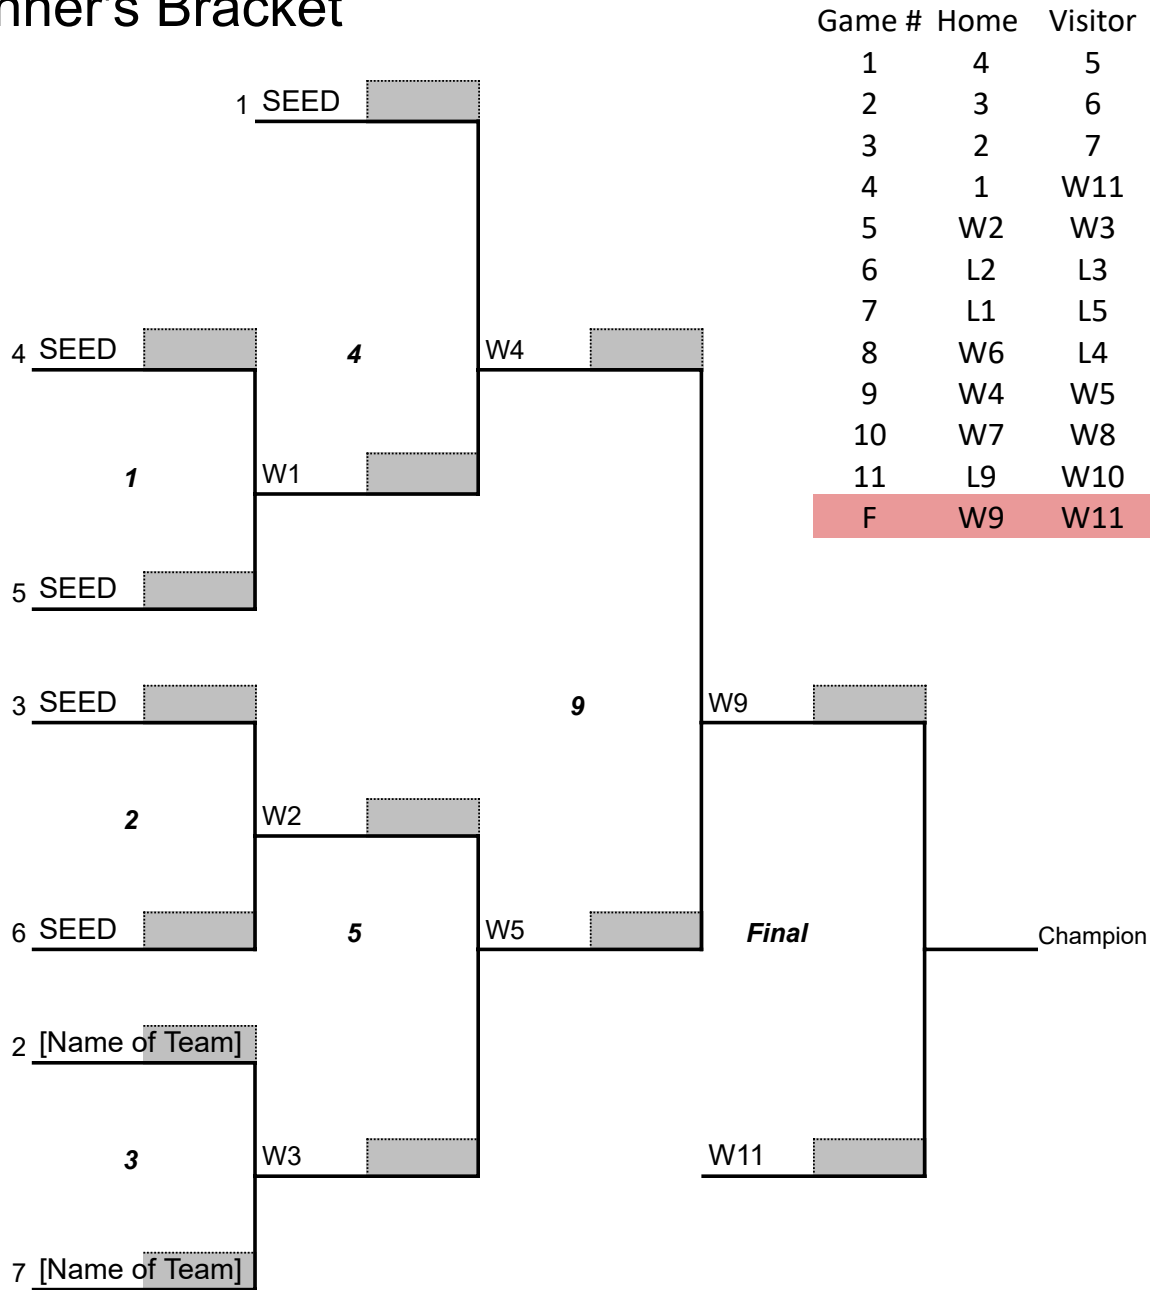 nner's Bracket
Game # Home Visitor
1 4 5
2 3 6
3 2 7
4 1 W11
5 W2 W3
6 L2 L3
7 L1 L5
8 W6 L4
9 W4 W5
10 W7 W8
11 L9 W10
F W9 W11
1 SEED
4 SEED
4
W4
1
W1
5 SEED
3 SEED
9
W9
2
W2
6 SEED
5
W5
Final
Champion
2 [Name of Team]
3
W3
W11
7 [Name of Team]